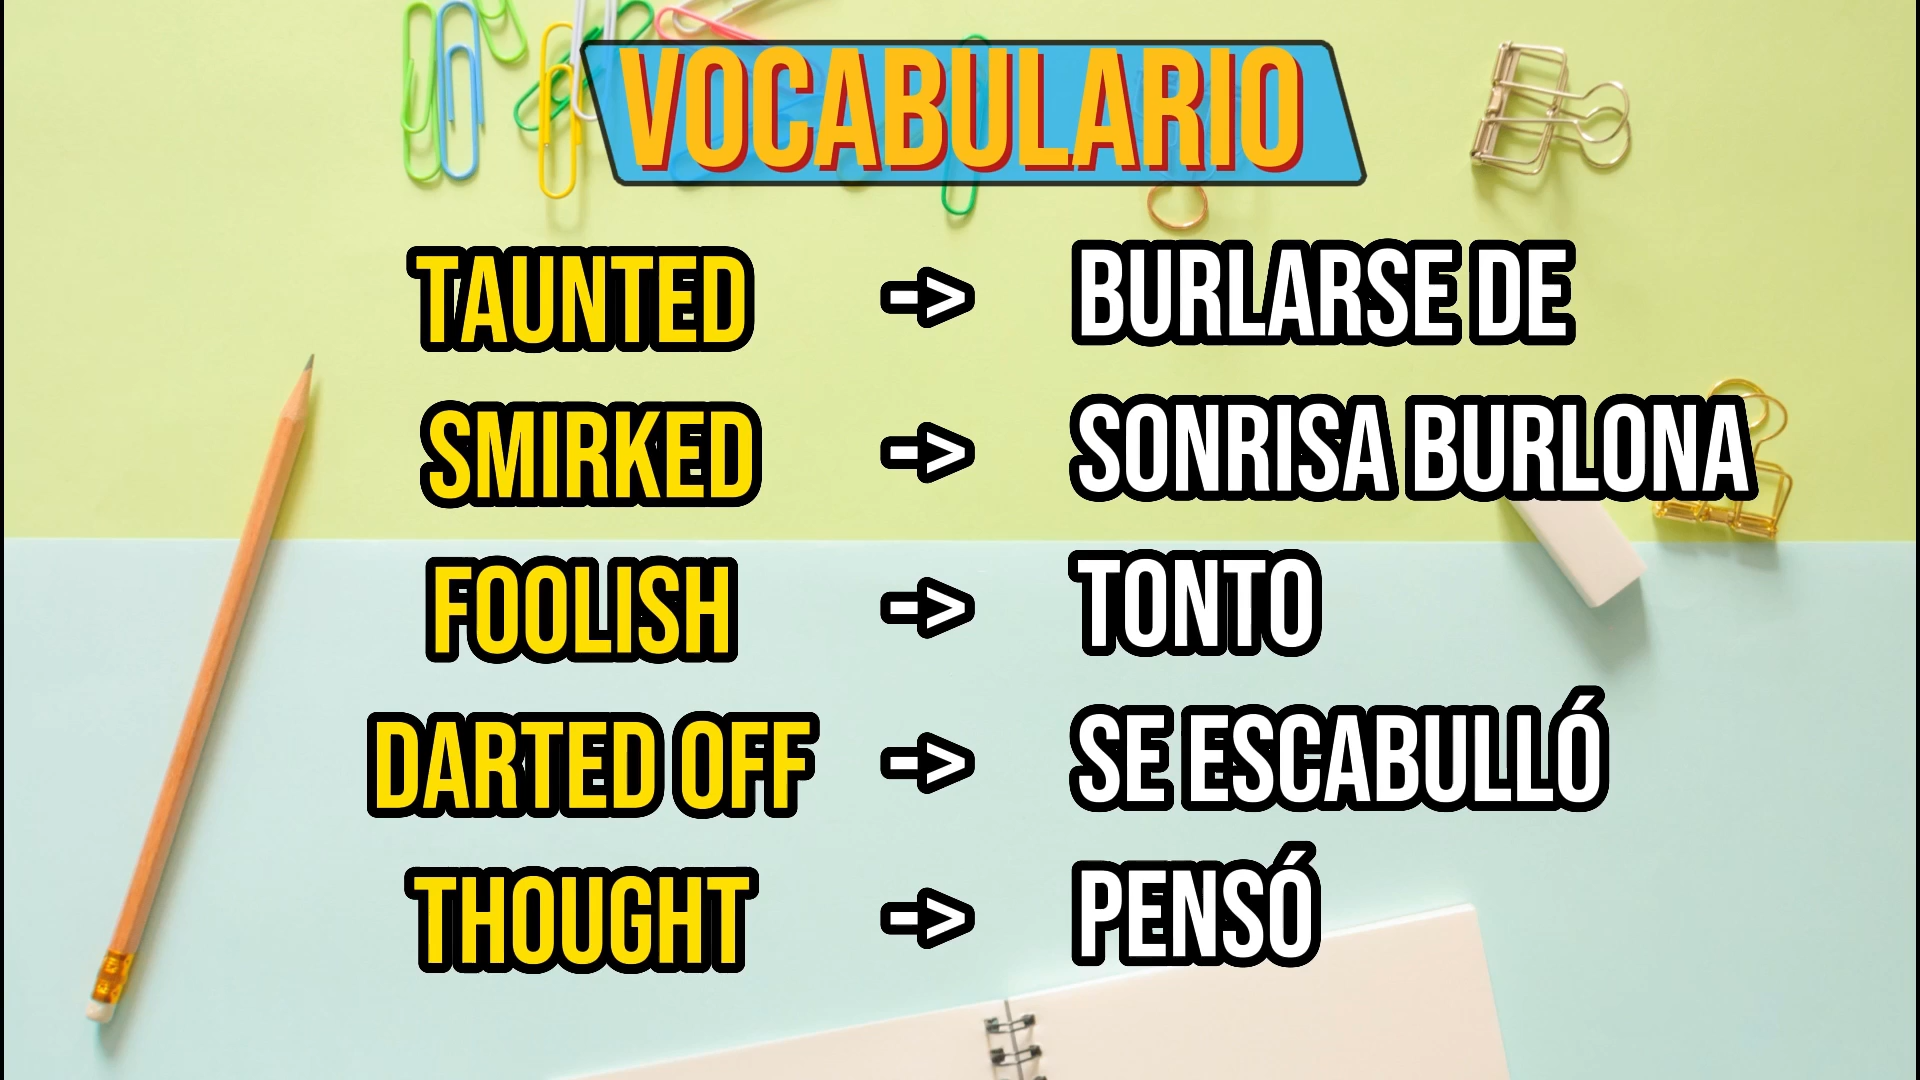 VOCABULARIO
TAUNTED => BURLARSE DE
SMIRKED => SONRISA BURLONA
FOOLISH => TONTO
DARTED OFF => SE ESCABULLÓ
THOUGHT => PENSÓ